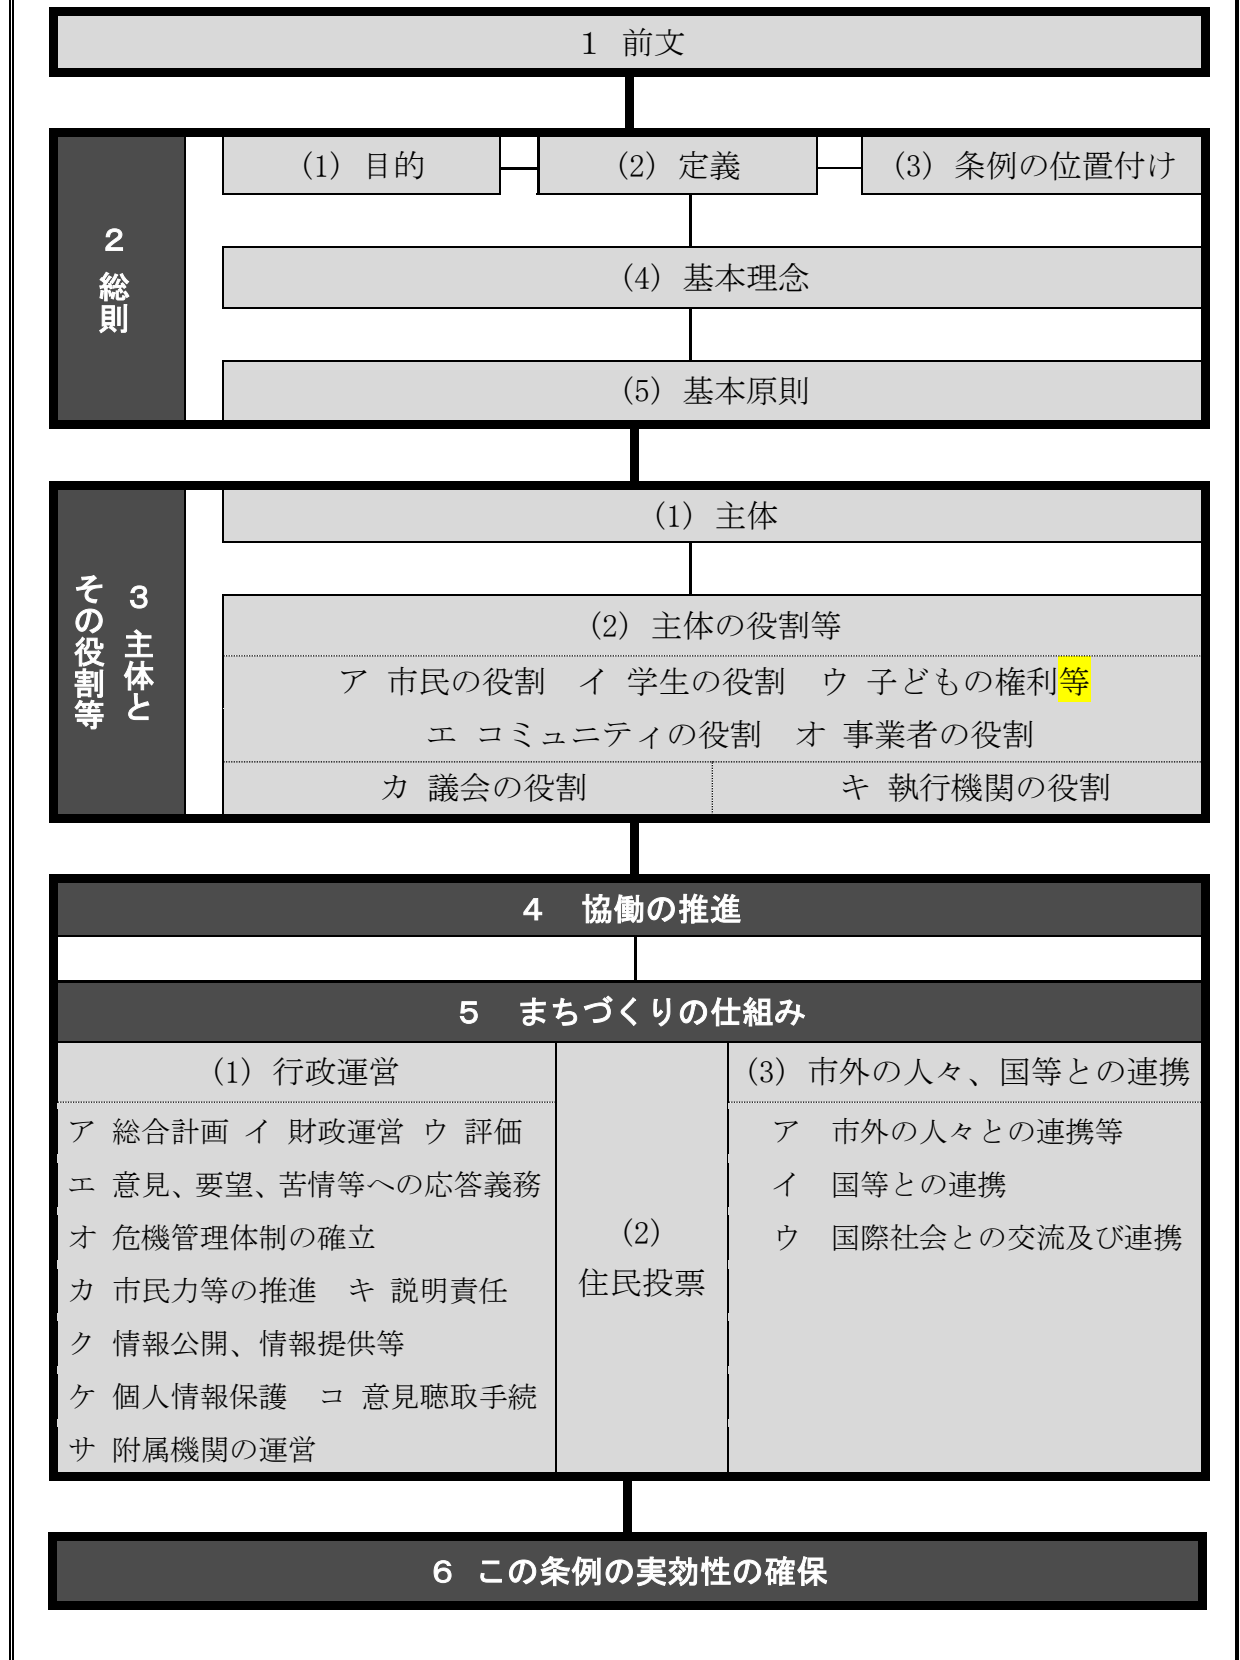 1 前文
2 総則
(1) 目的
(2) 定義
(3) 条例の位置付け
(4) 基本理念
(5) 基本原則
3 主体と
その役割等
(1) 主体
(2) 主体の役割等
ア 市民の役割 イ 学生の役割 ウ 子どもの権利等
エ コミュニティの役割 オ 事業者の役割
カ 議会の役割
キ 執行機関の役割
4 協働の推進
5 まちづくりの仕組み
(1) 行政運営
ア 総合計画 イ 財政運営 ウ 評価
エ 意見、要望、苦情等への応答義務
オ 危機管理体制の確立
カ 市民力等の推進 キ 説明責任
ク 情報公開、情報提供等
ケ 個人情報保護 コ 意見聴取手続
サ 附属機関の運営
(2)
住民投票
(3) 市外の人々、国等との連携
ア 市外の人々との連携等
イ 国等との連携
ウ 国際社会との交流及び連携
6 この条例の実効性の確保